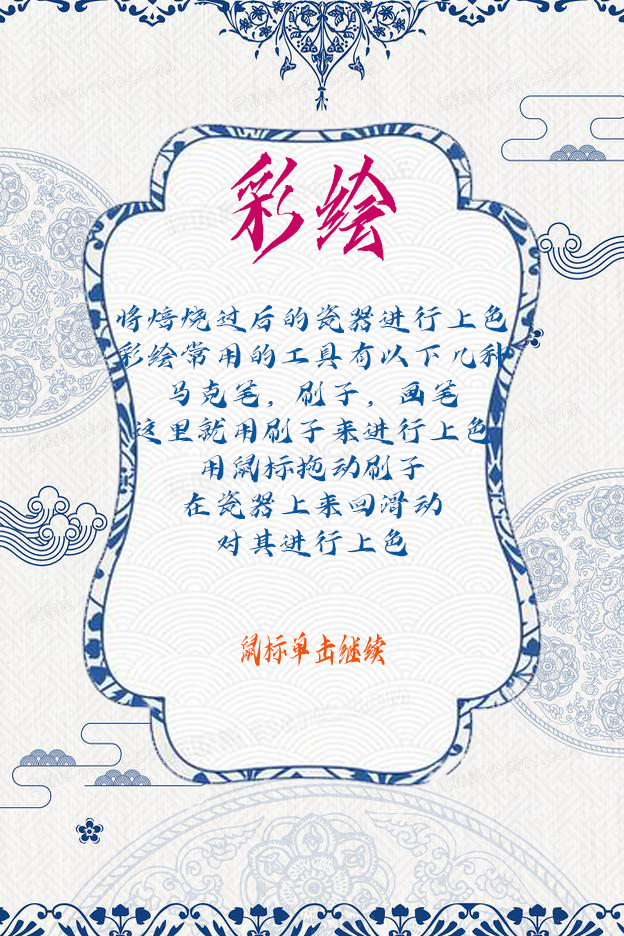 彩绘
将焙烧过后的瓷器进行上色
彩绘常用的工具有以下几种
马克笔，刷子，画笔
这里就用刷子来进行上色
用鼠标拖动刷子
在瓷器上来回滑动
对其进行上色
鼠标单击继续